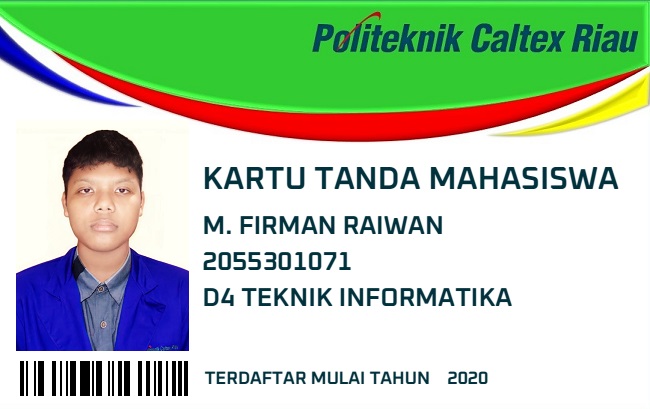 Politeknik Caltex Riau
KARTU TANDA MAHASISWA
M. FIRMAN RAIWAN
2055301071
D4 TEKNIK INFORMATIKA
TERDAFTAR MULAI TAHUN 2020